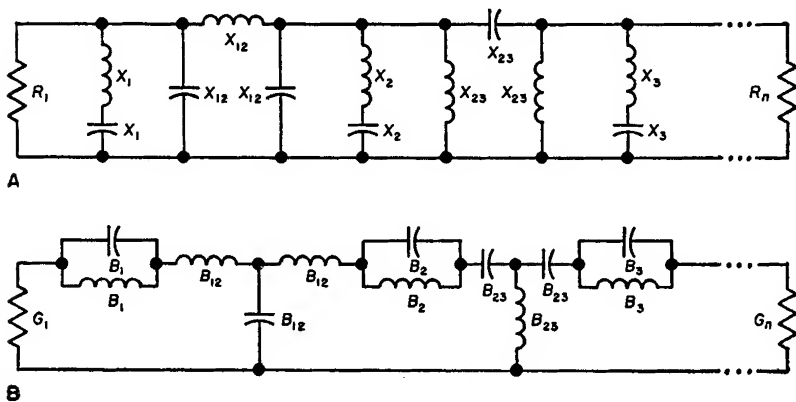 X₁₂ X₂₃
R₁ X₁ X₁₂ X₁₂ X₂ X₂₃ X₂₃ X₃ Rₙ
X₁ X₂ X₃
A
B₁ B₂ B₃
B₁₂ B₁₂ B₂₃ B₂₃
G₁ B₁ B₁₂ B₂ B₂₃ B₃ Gₙ
B